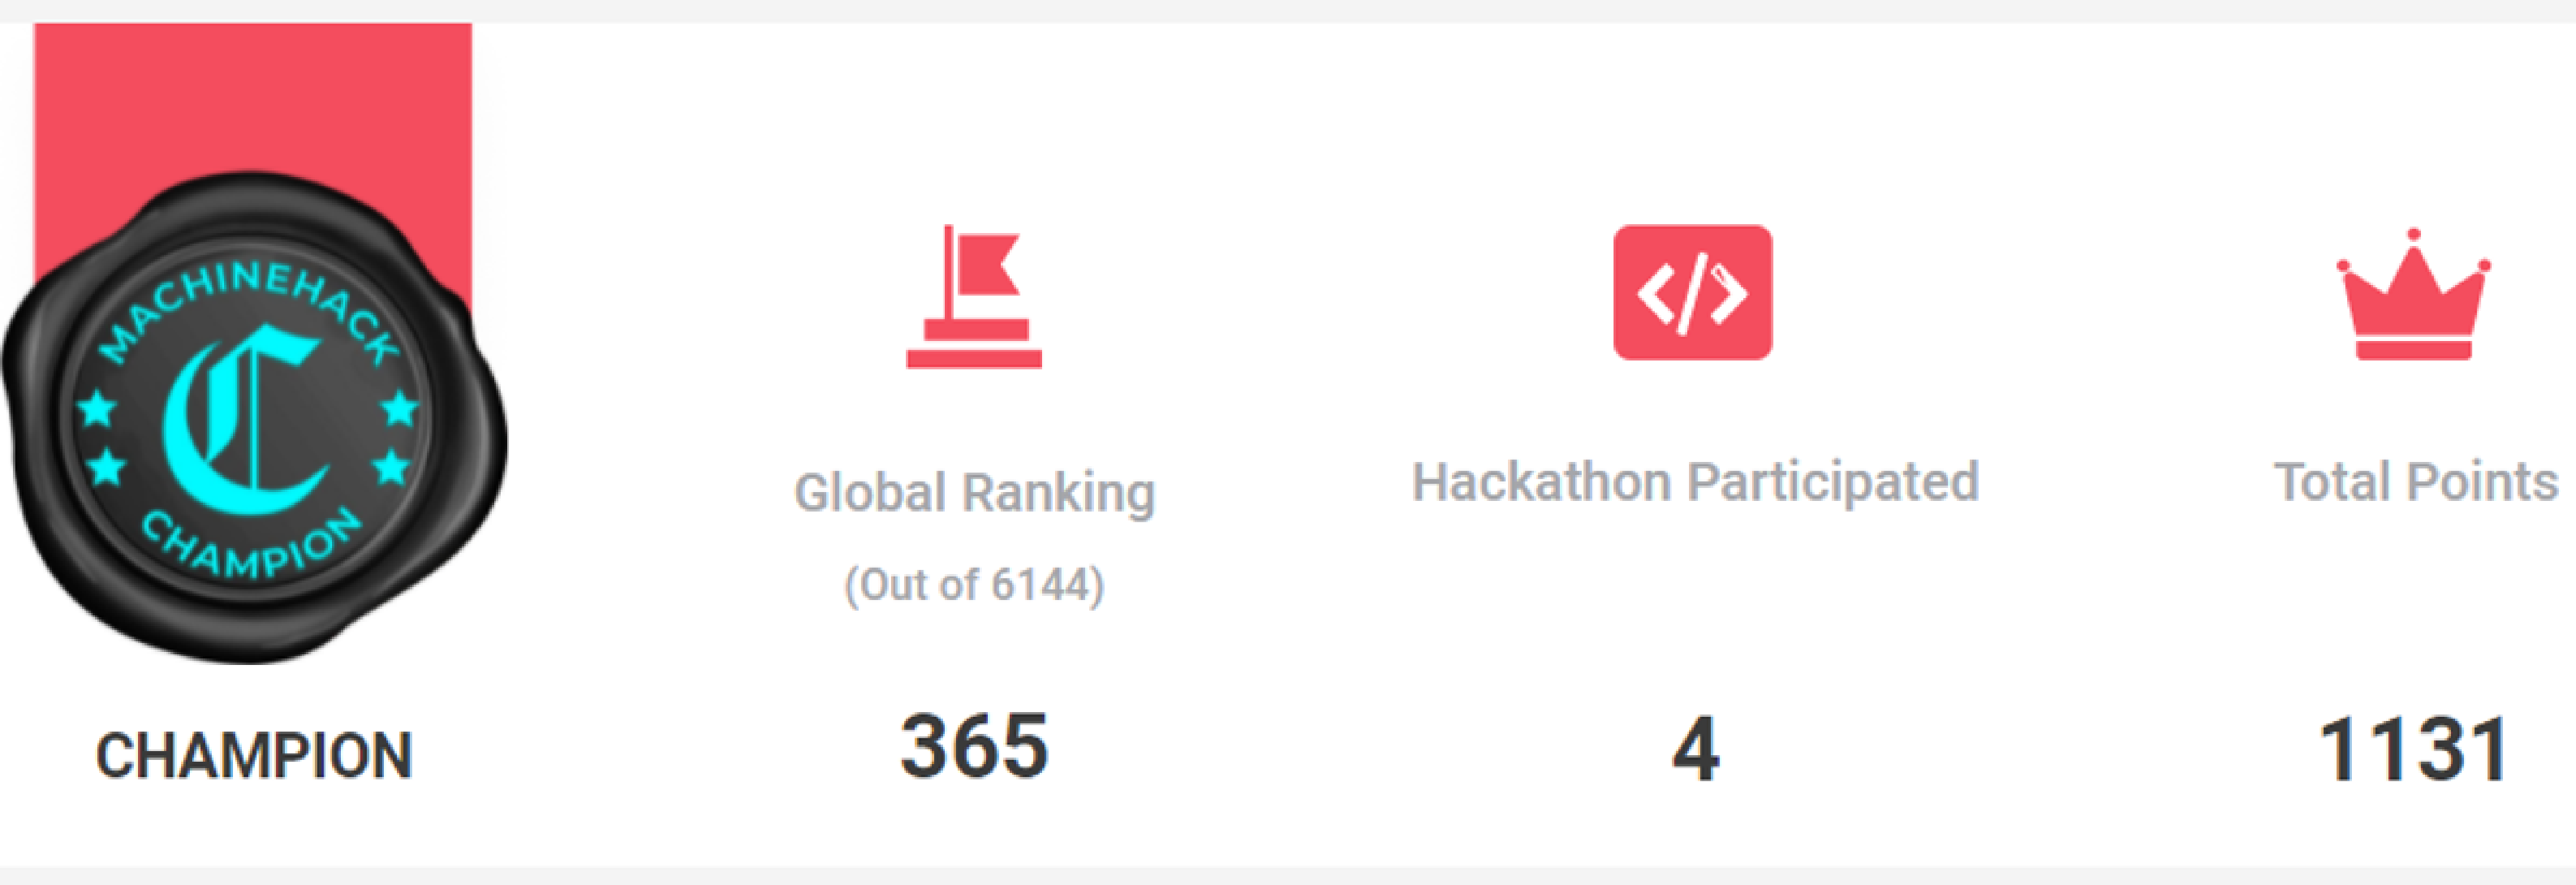 MACHINEHACK
C
CHAMPION
CHAMPION
Global Ranking
(Out of 6144)
365
Hackathon Participated
4
Total Points
1131